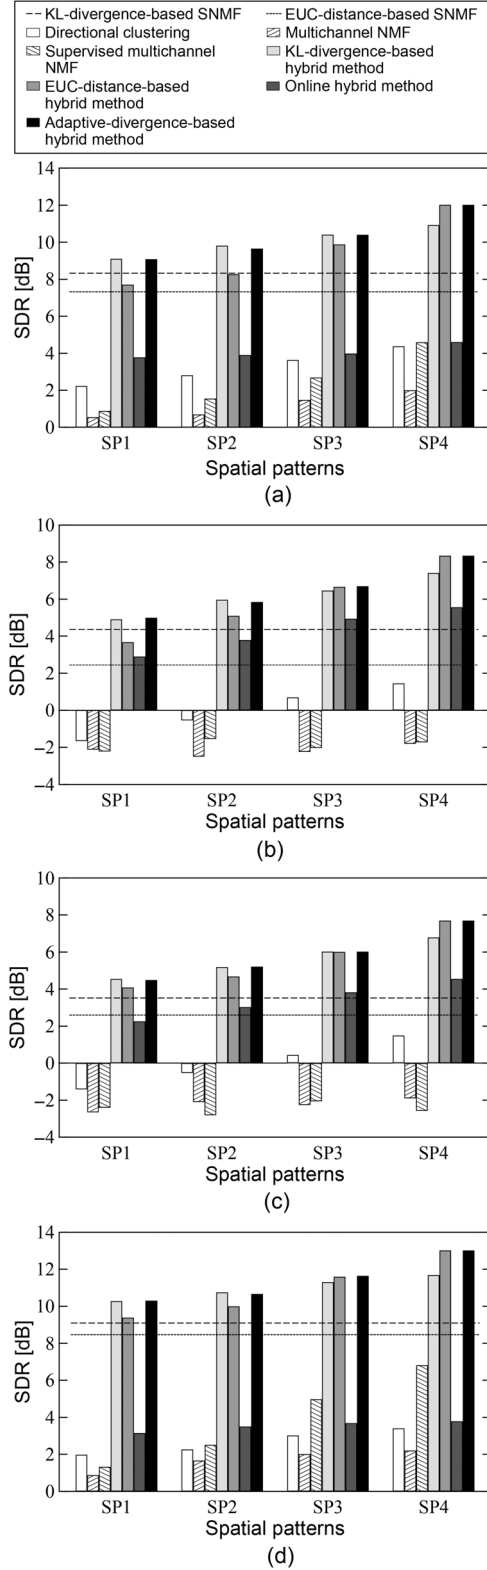 KL-divergence-based SNMF
EUC-distance-based SNMF
Directional clustering
Multichannel NMF
Supervised multichannel
NMF
KL-divergence-based
hybrid method
EUC-distance-based
hybrid method
Online hybrid method
Adaptive-divergence-based
hybrid method
14
12
10
8
6
4
2
0
SDR [dB]
SP1 SP2 SP3 SP4
Spatial patterns
(a)
10
8
6
4
2
0
−2
−4
SDR [dB]
SP1 SP2 SP3 SP4
Spatial patterns
(b)
10
8
6
4
2
0
−2
−4
SDR [dB]
SP1 SP2 SP3 SP4
Spatial patterns
(c)
14
12
10
8
6
4
2
0
SDR [dB]
SP1 SP2 SP3 SP4
Spatial patterns
(d)